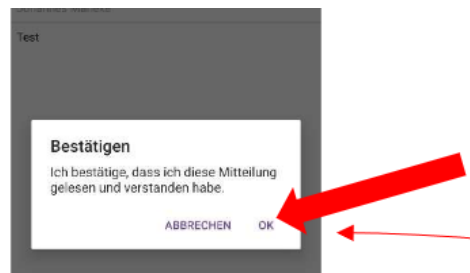 Test
Bestätigen
Ich bestätige, dass ich diese Mitteilung
gelesen und verstanden habe.
ABBRECHEN OK